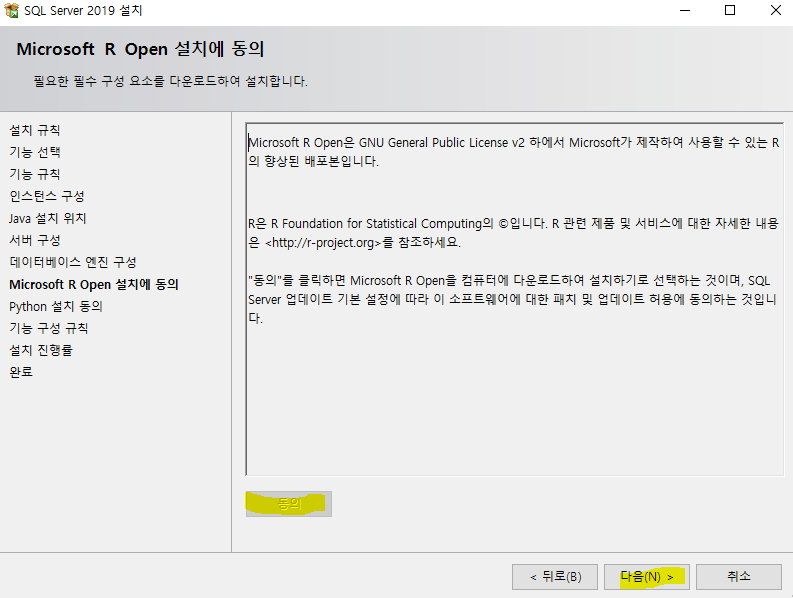 SQL Server 2019 설치
Microsoft R Open 설치에 동의
필요한 필수 구성 요소를 다운로드하여 설치합니다.
설치 규칙
기능 선택
기능 규칙
인스턴스 구성
Java 설치 위치
서버 구성
데이터베이스 엔진 구성
Microsoft R Open 설치에 동의
Python 설치 동의
기능 구성 규칙
설치 진행률
완료
Microsoft R Open은 GNU General Public License v2 하에서 Microsoft가 제작하여 사용할 수 있는 R
의 향상된 배포본입니다.
R은 R Foundation for Statistical Computing의 ©입니다. R 관련 제품 및 서비스에 대한 자세한 내용
은 <http://r-project.org>를 참조하세요.
"동의"를 클릭하면 Microsoft R Open을 컴퓨터에 다운로드하여 설치하기로 선택하는 것이며, SQL
Server 업데이트 기본 설정에 따라 이 소프트웨어에 대한 패치 및 업데이트 허용에 동의하는 것입니
다.
동의
< 뒤로(B)
다음(N) >
취소